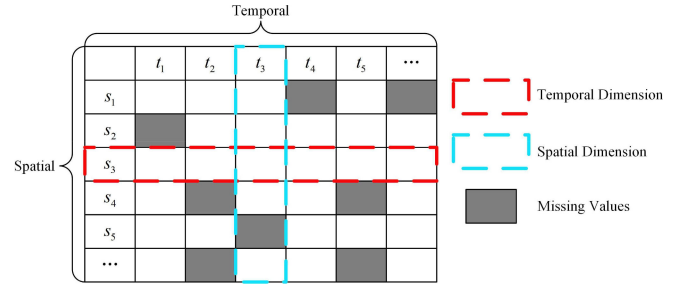 Temporal
t₁ t₂ t₃ t₄ t₅ ...
s₁
s₂
s₃
s₄
s₅
...
Spatial
Temporal Dimension
Spatial Dimension
Missing Values